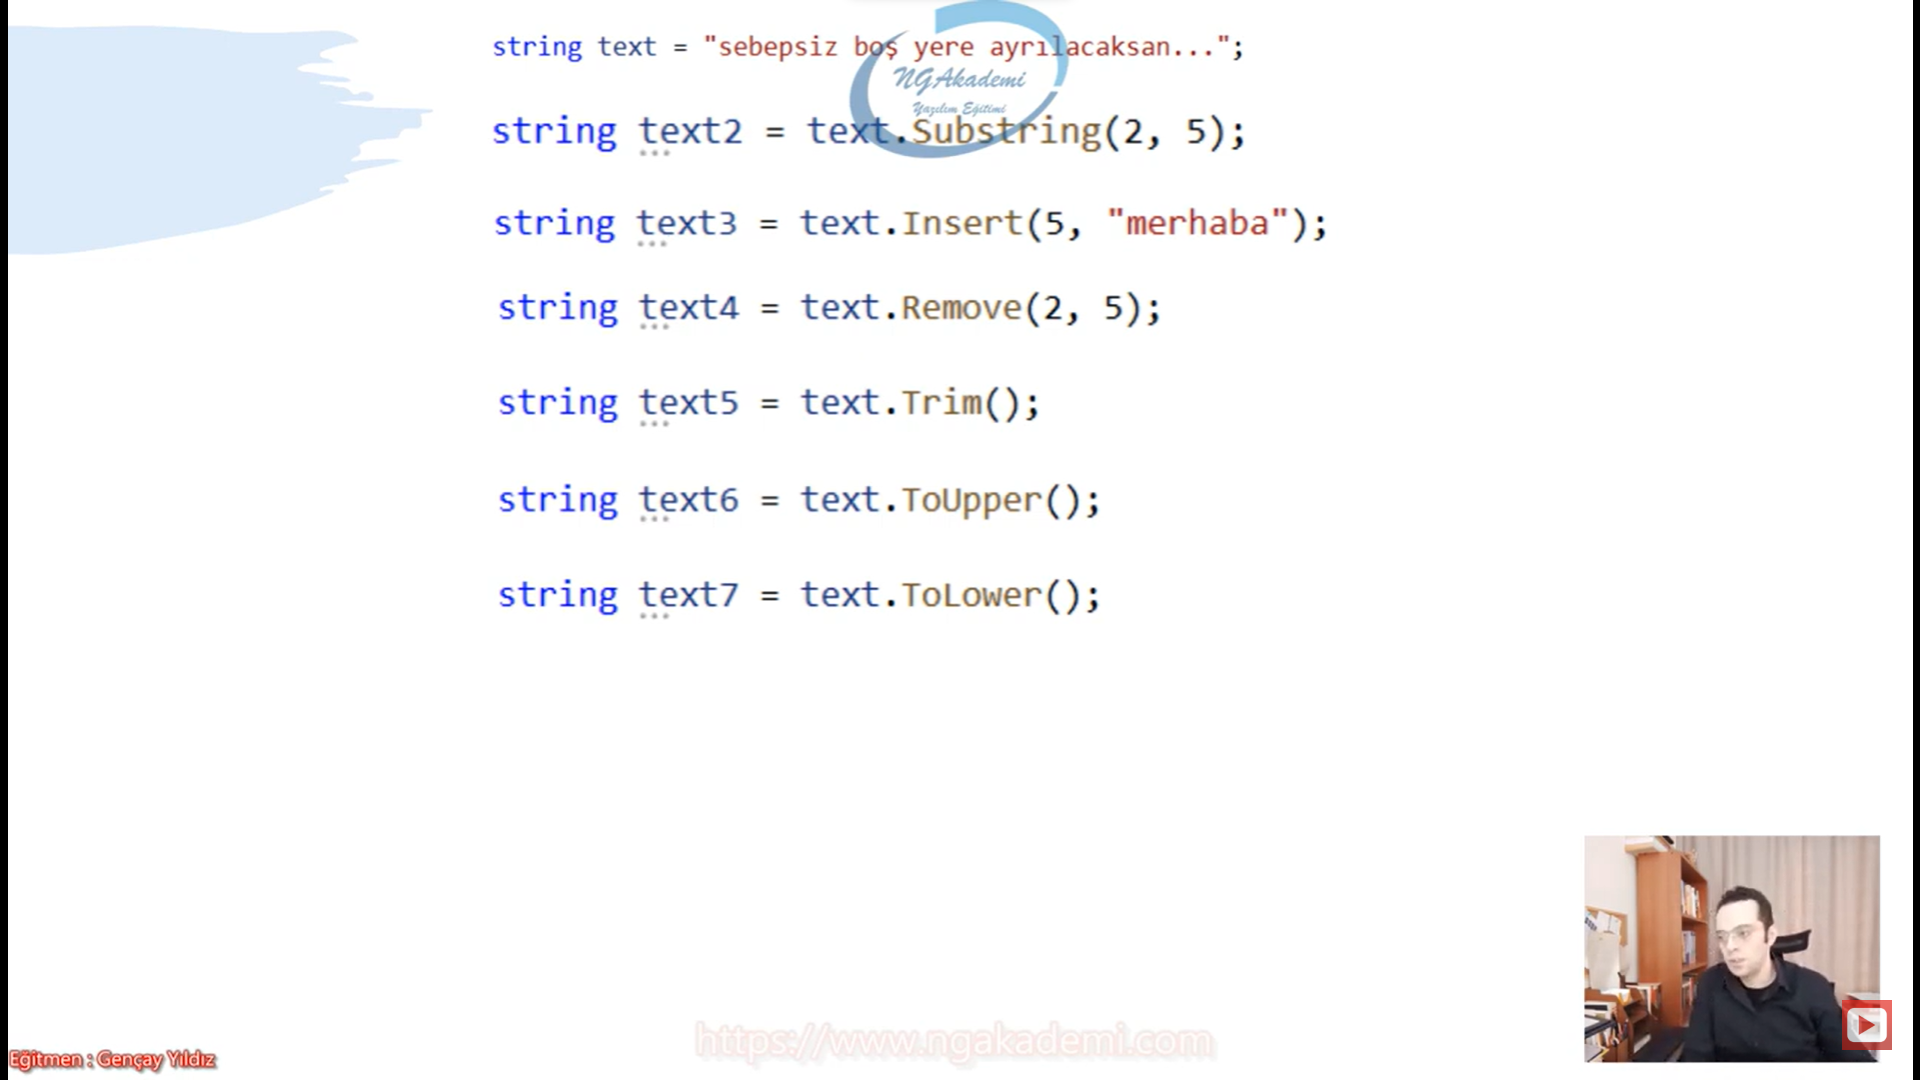 string text = "sebepsiz boş yere ayrılacaksan...";
NGAkademi
Yazılım Eğitimi
string text2 = text.Substring(2, 5);
string text3 = text.Insert(5, "merhaba");
string text4 = text.Remove(2, 5);
string text5 = text.Trim();
string text6 = text.ToUpper();
string text7 = text.ToLower();
https://www.ngakademi.com
Eğitmen : Gençay Yıldız